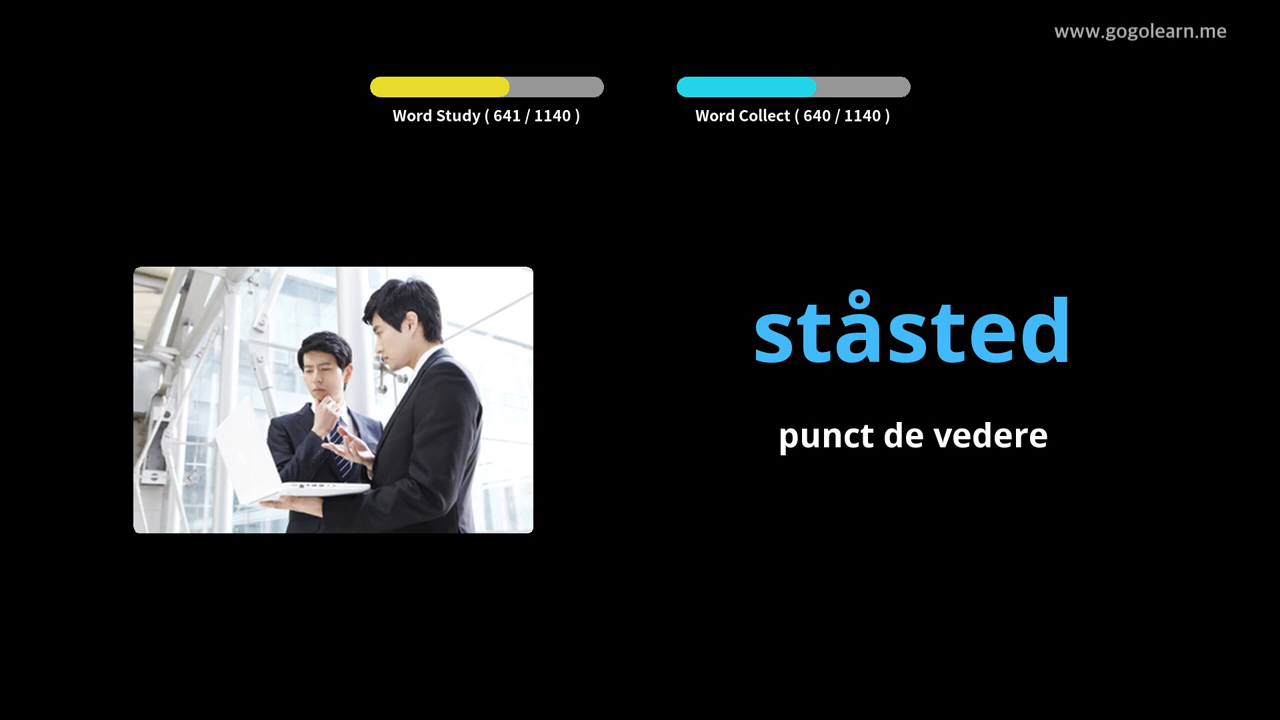 www.gogolearn.me
Word Study ( 641 / 1140 )
Word Collect ( 640 / 1140 )
ståsted
punct de vedere